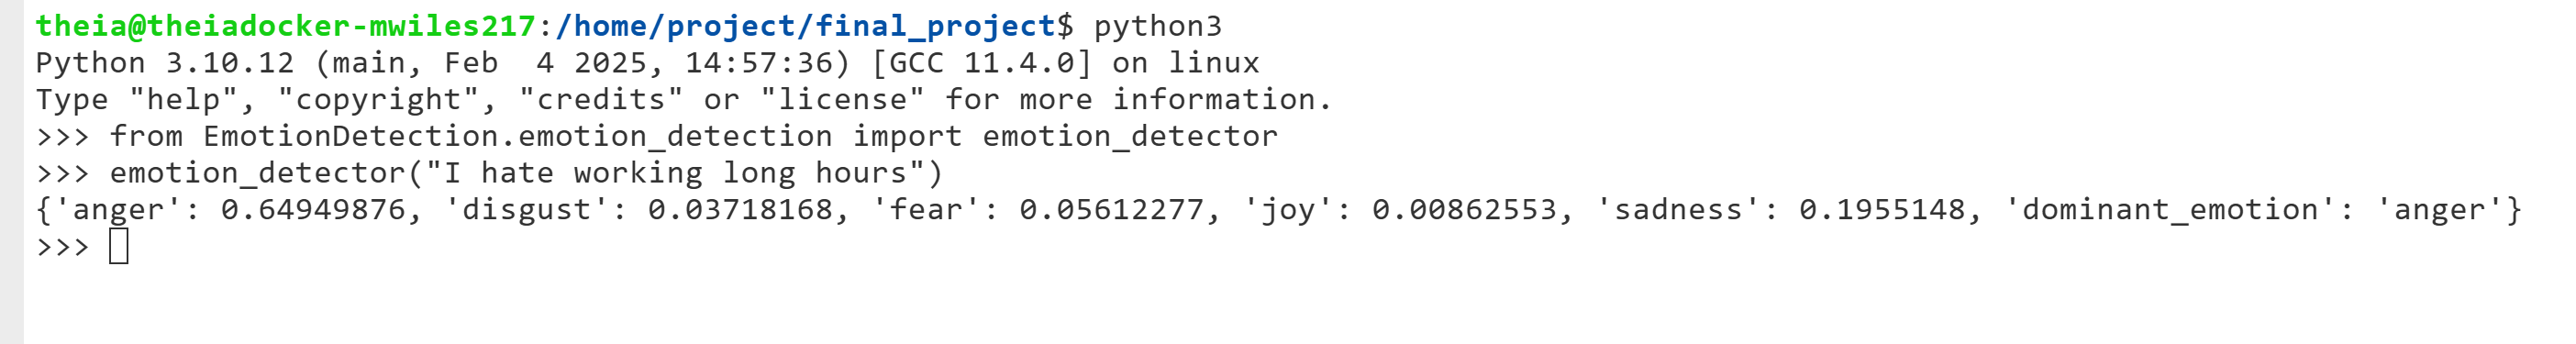 theia@theiadocker-mwiles217:/home/project/final_project$ python3
Python 3.10.12 (main, Feb  4 2025, 14:57:36) [GCC 11.4.0] on linux
Type "help", "copyright", "credits" or "license" for more information.
>>> from EmotionDetection.emotion_detection import emotion_detector
>>> emotion_detector("I hate working long hours")
{'anger': 0.64949876, 'disgust': 0.03718168, 'fear': 0.05612277, 'joy': 0.00862553, 'sadness': 0.1955148, 'dominant_emotion': 'anger'}
>>>